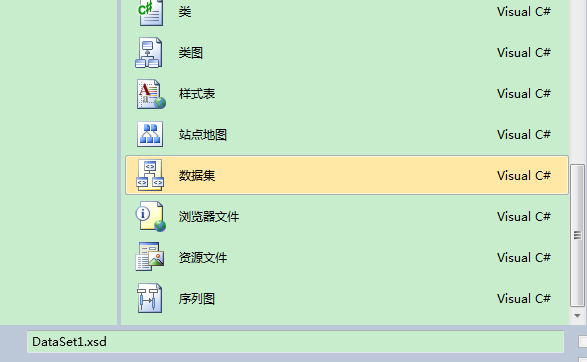 类 Visual C#
类图 Visual C#
样式表 Visual C#
站点地图 Visual C#
数据集 Visual C#
浏览器文件 Visual C#
资源文件 Visual C#
序列图 Visual C#
DataSet1.xsd